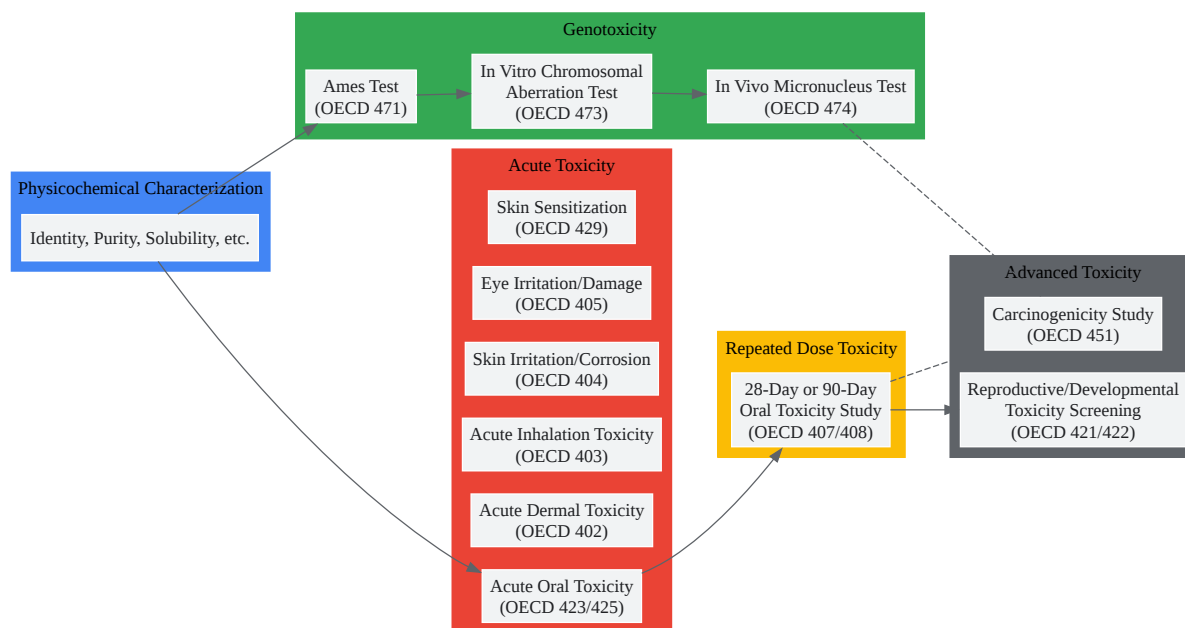 Genotoxicity
Ames Test
(OECD 471)
In Vitro Chromosomal
Aberration Test
(OECD 473)
In Vivo Micronucleus Test
(OECD 474)
Physicochemical Characterization
Identity, Purity, Solubility, etc.
Acute Toxicity
Skin Sensitization
(OECD 429)
Eye Irritation/Damage
(OECD 405)
Skin Irritation/Corrosion
(OECD 404)
Acute Inhalation Toxicity
(OECD 403)
Acute Dermal Toxicity
(OECD 402)
Acute Oral Toxicity
(OECD 423/425)
Repeated Dose Toxicity
28-Day or 90-Day
Oral Toxicity Study
(OECD 407/408)
Advanced Toxicity
Carcinogenicity Study
(OECD 451)
Reproductive/Developmental
Toxicity Screening
(OECD 421/422)